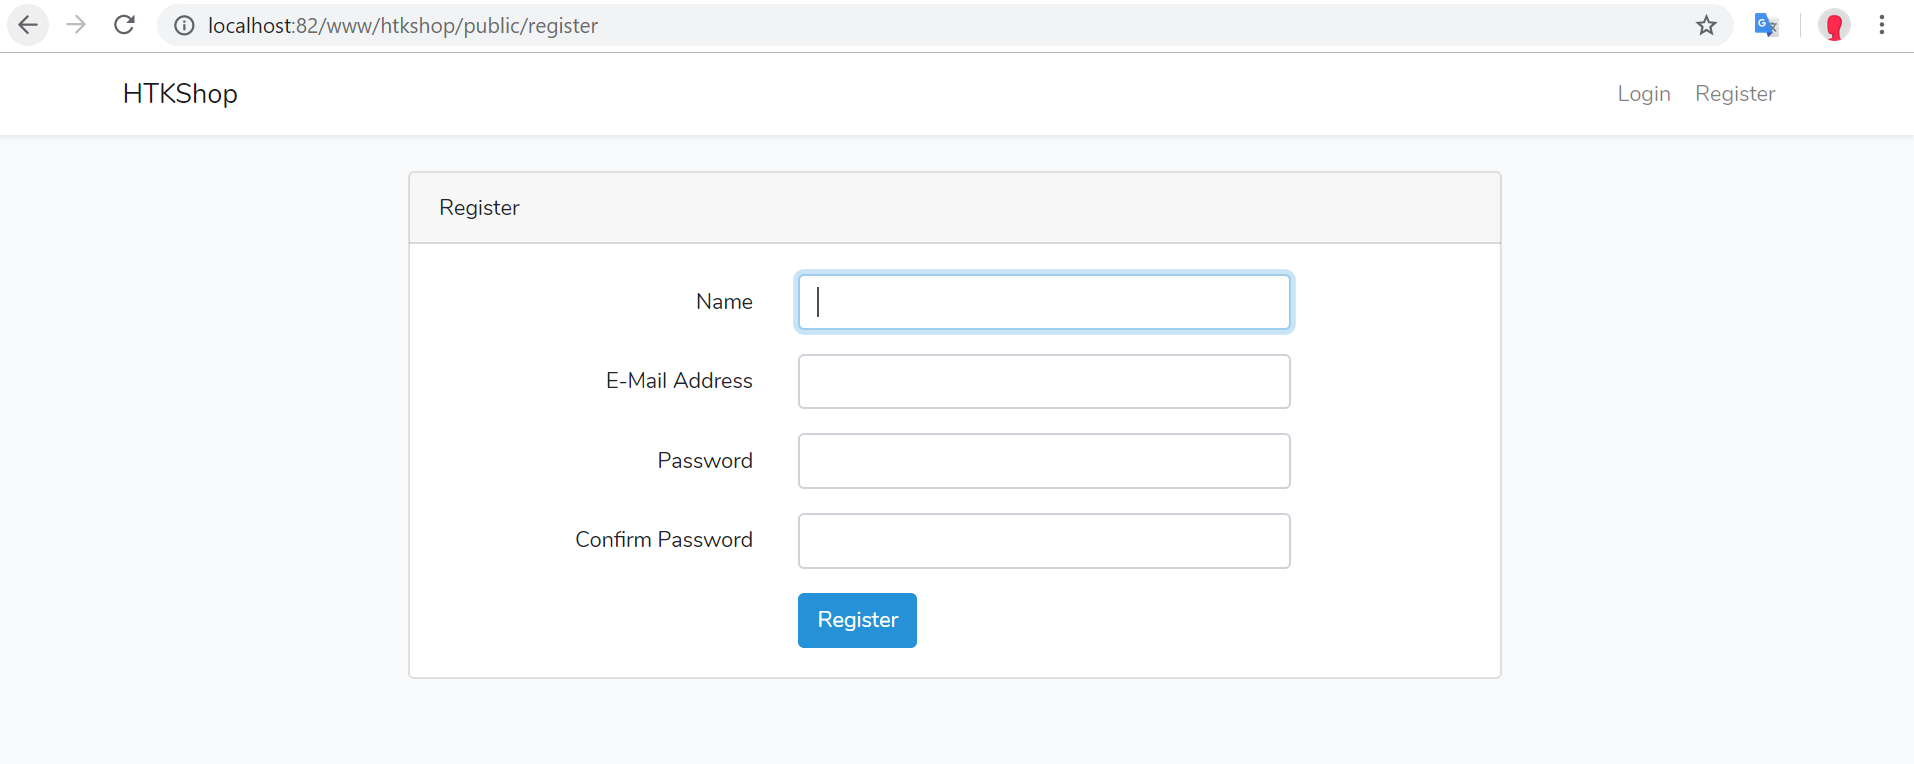 localhost:82/www/htkshop/public/register
HTKShop
Login Register
Register
Name
E-Mail Address
Password
Confirm Password
Register